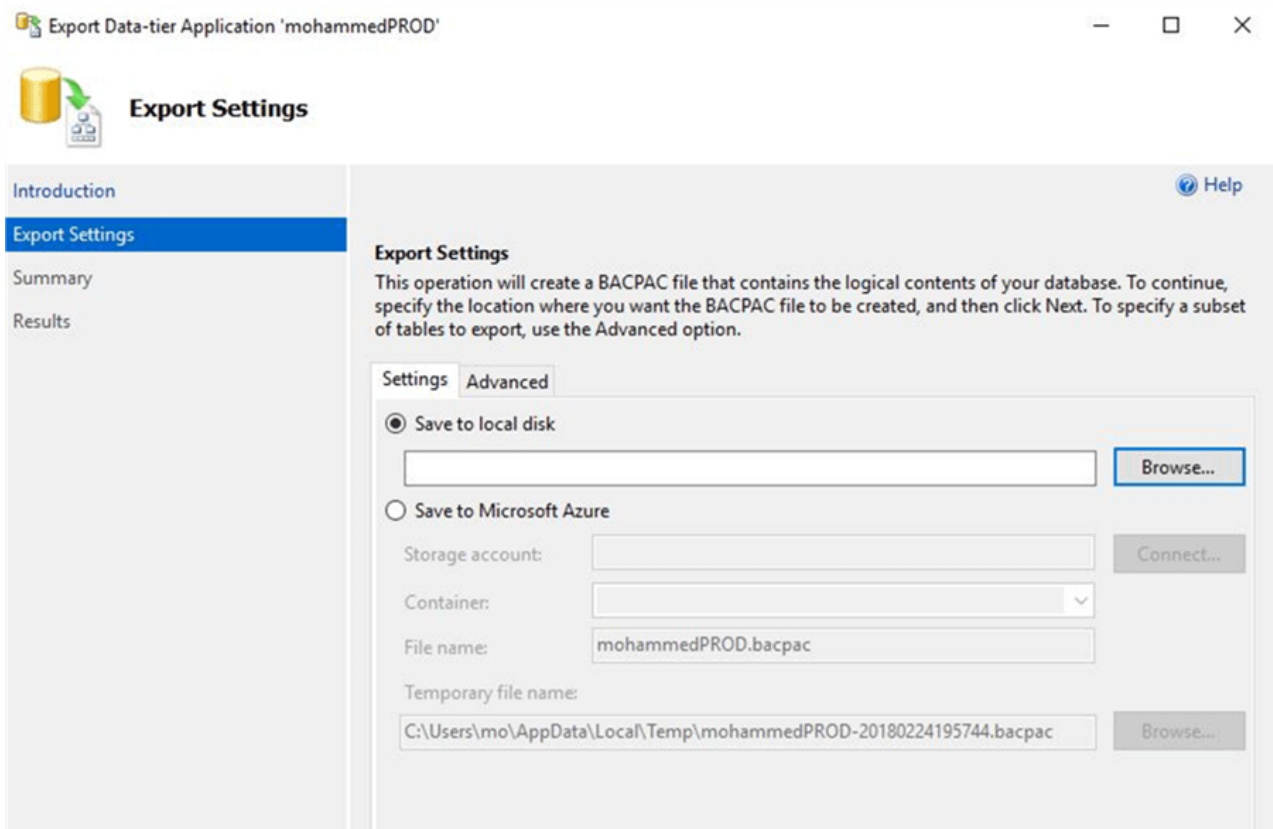 Export Data-tier Application 'mohammedPROD'
Export Settings
Introduction
Export Settings
Summary
Results
Help
Export Settings
This operation will create a BACPAC file that contains the logical contents of your database. To continue,
specify the location where you want the BACPAC file to be created, and then click Next. To specify a subset
of tables to export, use the Advanced option.
Settings
Advanced
Save to local disk
Browse...
Save to Microsoft Azure
Storage account:
Connect...
Container:
File name:
mohammedPROD.bacpac
Temporary file name:
C:\Users\mo\AppData\Local\Temp\mohammedPROD-20180224195744.bacpac
Browse...